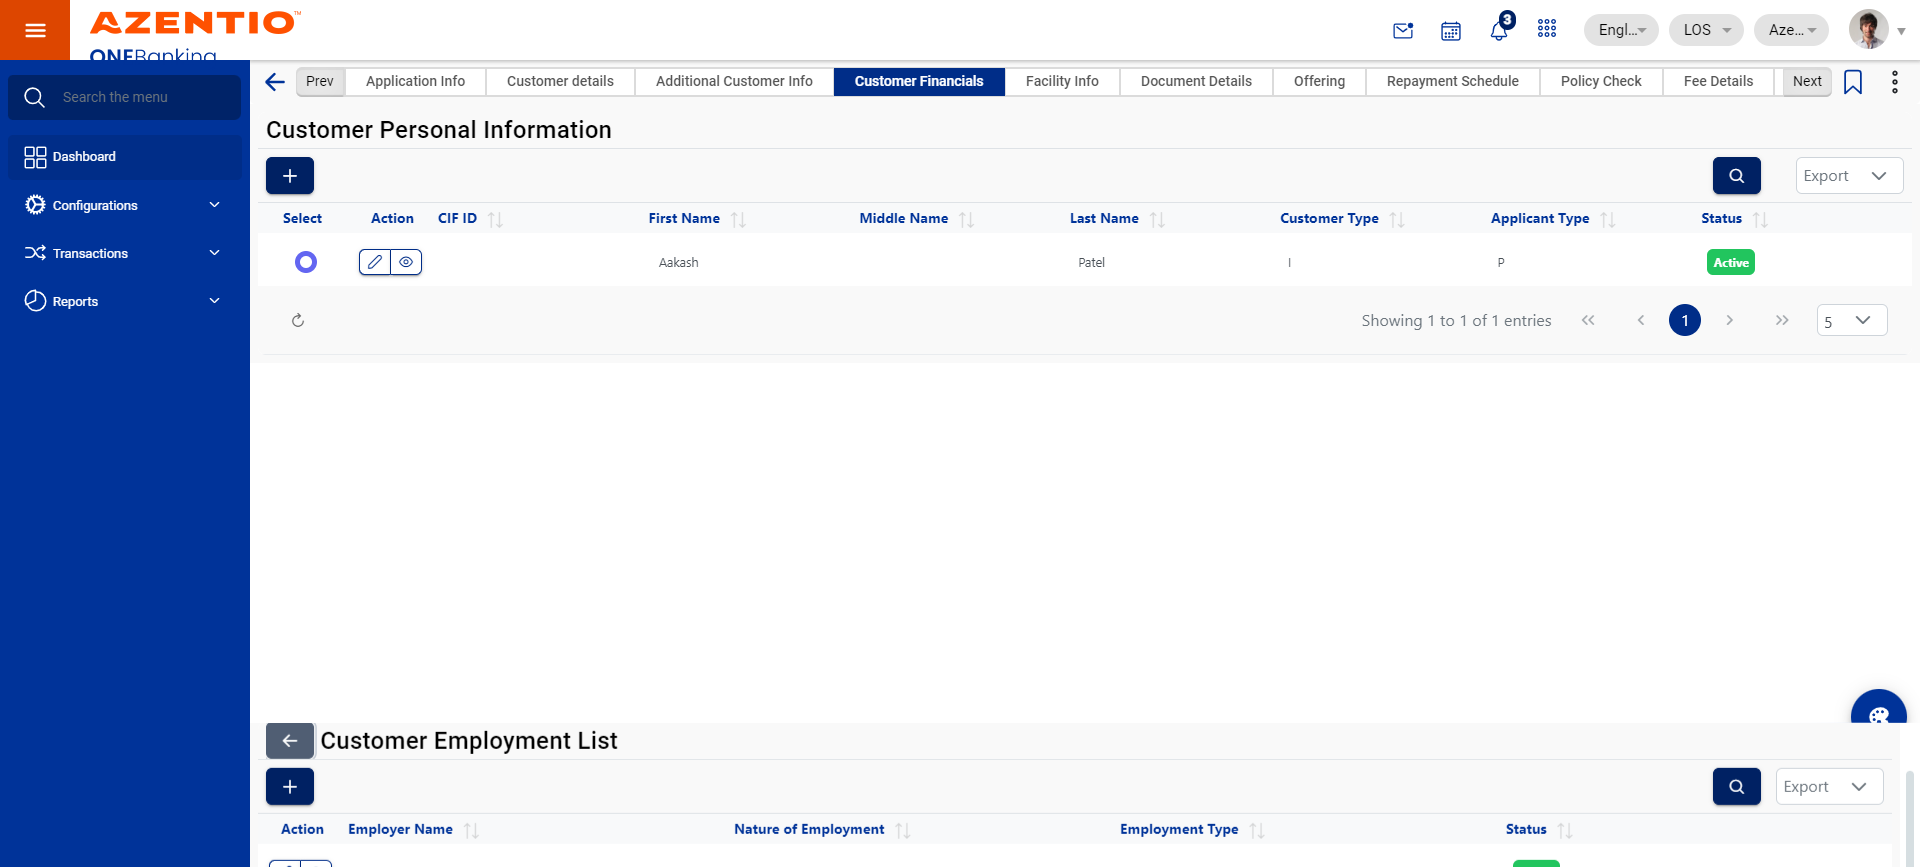 AZENTIO™
ONEBanking
3
Engl...
LOS
Aze...
Search the menu
Dashboard
Configurations
Transactions
Reports
Prev
Application Info
Customer details
Additional Customer Info
Customer Financials
Facility Info
Document Details
Offering
Repayment Schedule
Policy Check
Fee Details
Next
Customer Personal Information
Export
Select Action CIF ID First Name Middle Name Last Name Customer Type Applicant Type Status
Aakash Patel I P Active
Showing 1 to 1 of 1 entries
1
5
Customer Employment List
Export
Action Employer Name Nature of Employment Employment Type Status